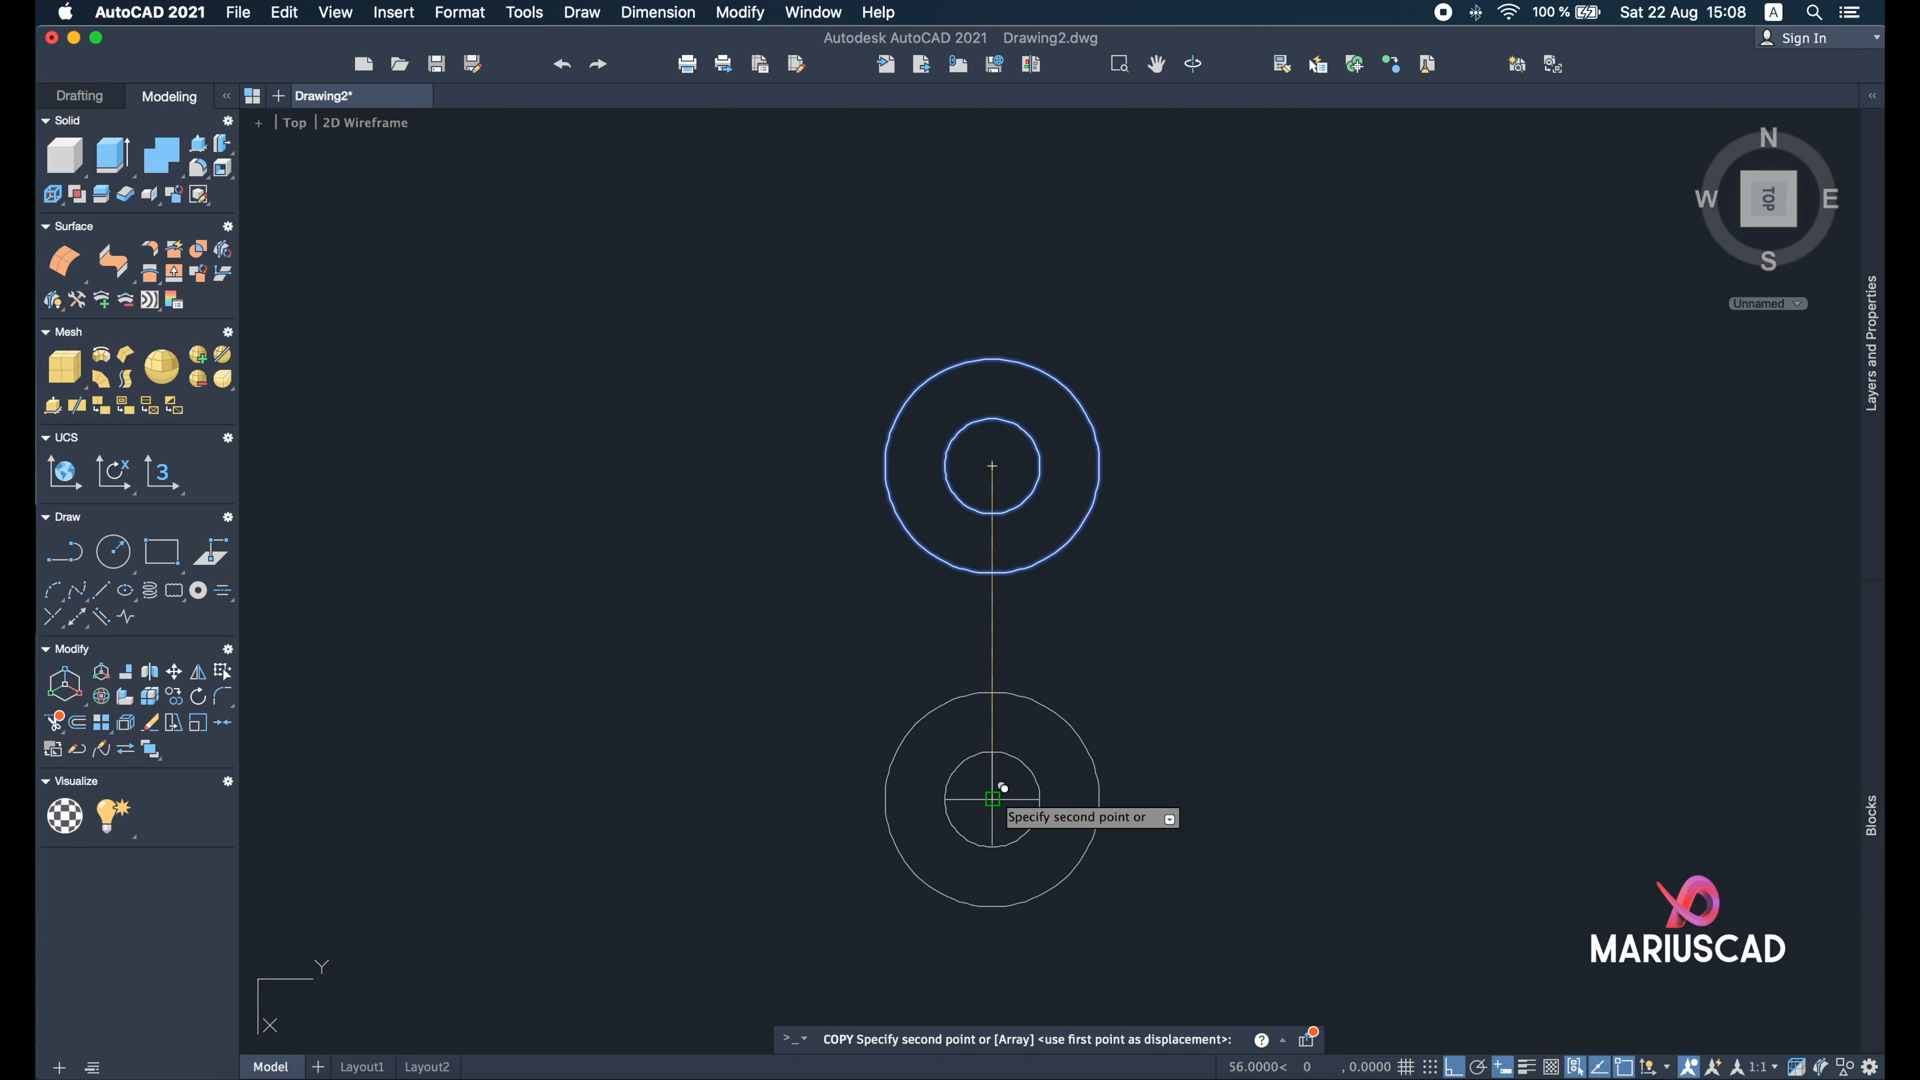 AutoCAD 2021 File Edit View Insert Format Tools Draw Dimension Modify Window Help 100 % Sat 22 Aug 15:08 A
Autodesk AutoCAD 2021 Drawing2.dwg
Sign In
Drafting Modeling « + Drawing2* «
+ | Top | 2D Wireframe
Solid
Surface
Mesh
UCS
X
3
Draw
Modify
Visualize
N
W TOP E
S
Unnamed
Layers and Properties
Blocks
Specify second point or
MARIUSCAD
Y
X
>_ COPY Specify second point or [Array] <use first point as displacement>: ?
Model + Layout1 Layout2 56.0000< 0 , 0.0000 1:1